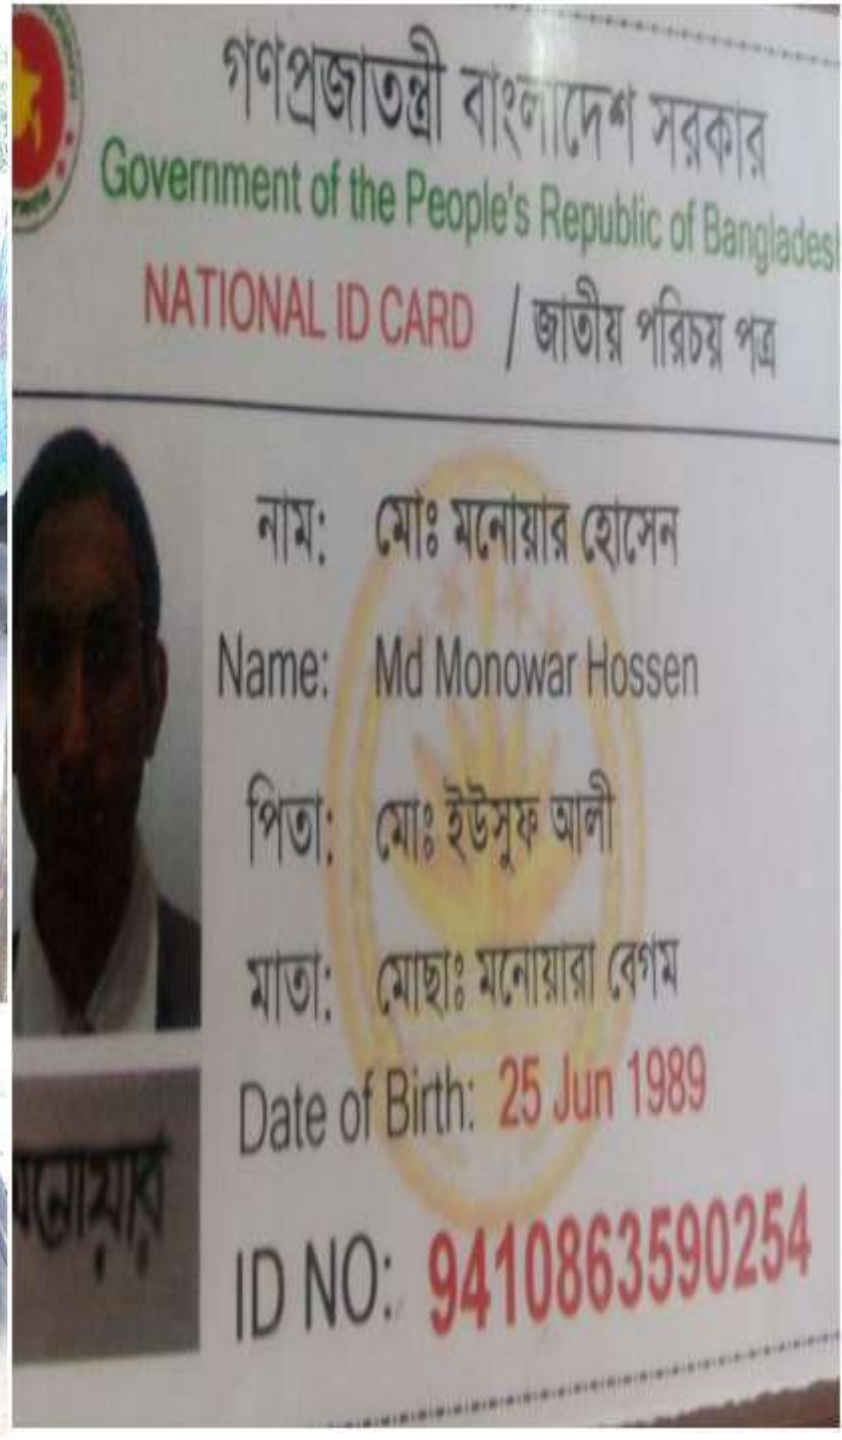 গণপ্রজাতন্ত্রী বাংলাদেশ সরকার
Government of the People's Republic of Bangladesh
NATIONAL ID CARD / জাতীয় পরিচয় পত্র
নাম: মোঃ মনোয়ার হোসেন
Name: Md Monowar Hossen
পিতা: মোঃ ইউসুফ আলী
মাতা: মোছাঃ মনোয়ারা বেগম
Date of Birth: 25 Jun 1989
মনোয়ার
ID NO: 9410863590254